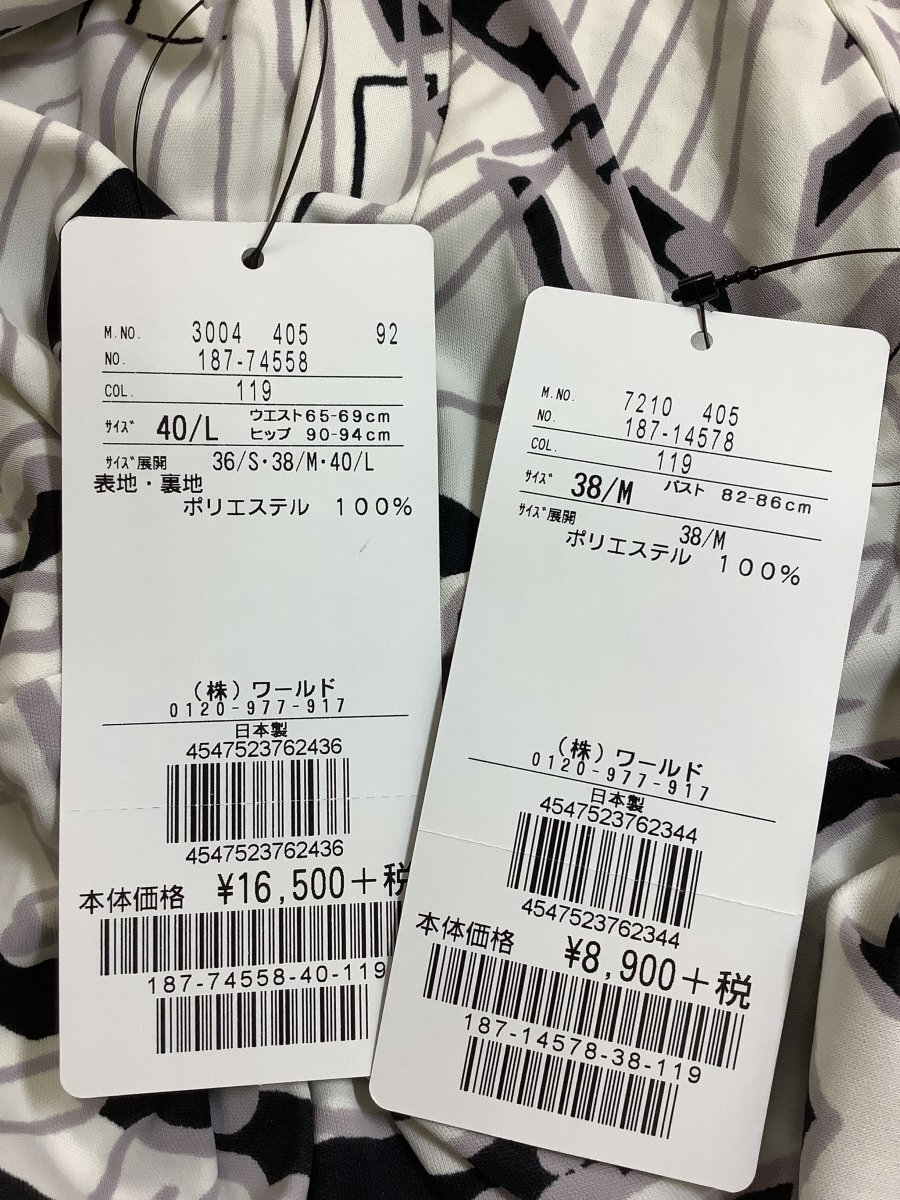 M.NO. 3004 405 92
NO. 187-74558
COL. 119
ｻｲｽﾞ 40/L ウエスト65-69cm
ヒップ 90-94cm
ｻｲｽﾞ展開 36/S・38/M・40/L
表地・裏地
ポリエステル 100%
（株）ワールド
0120-977-917
日本製
4547523762436
4547523762436
本体価格 ¥16,500+税
187-74558-40-119
M.NO. 7210 405
NO. 187-14578
COL. 119
ｻｲｽﾞ 38/M バスト 82-86cm
ｻｲｽﾞ展開 38/M
ポリエステル 100%
（株）ワールド
0120-977-917
日本製
4547523762344
4547523762344
本体価格 ¥8,900+税
187-14578-38-119